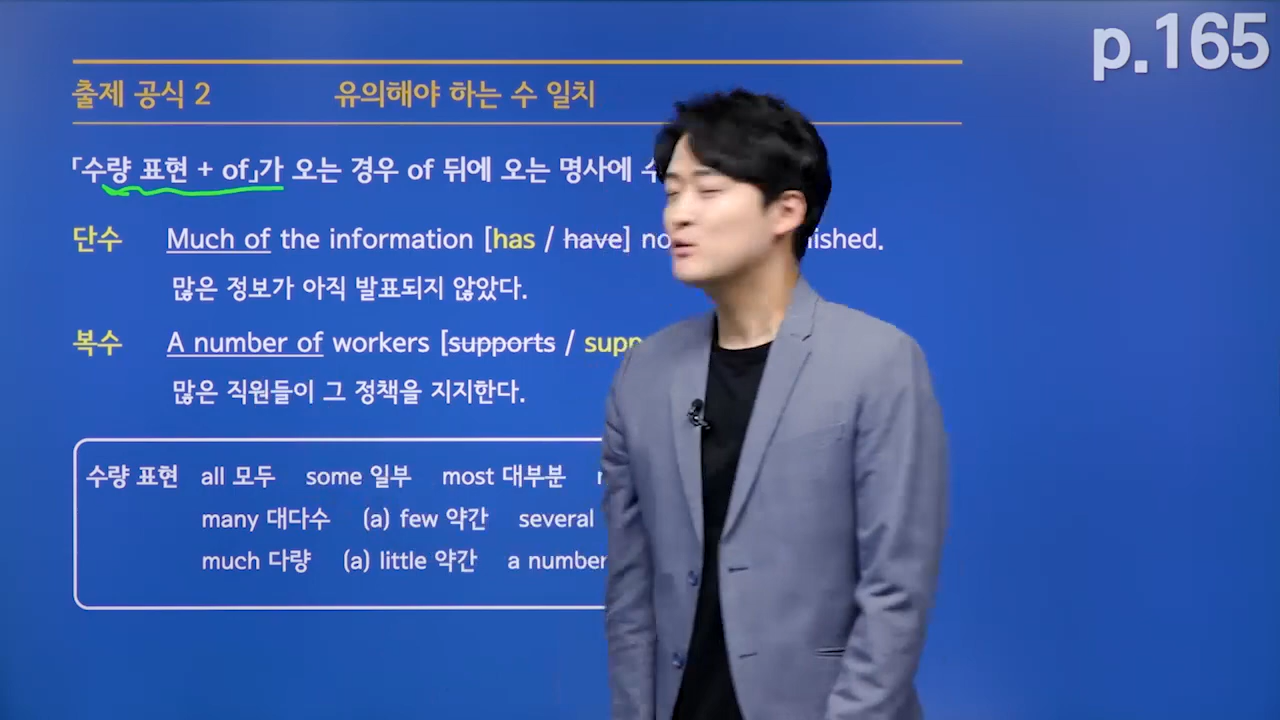 p.165
출제 공식 2 유의해야 하는 수 일치
「수량 표현 + of」가 오는 경우 of 뒤에 오는 명사에
단수 Much of the information [has / have]
많은 정보가 아직 발표되지 않았다.
복수 A number of workers [supports /
많은 직원들이 그 정책을 지지한다.
수량 표현 all 모두 some 일부 most 대부분
many 대다수 (a) few 약간 several
much 다량 (a) little 약간 a number